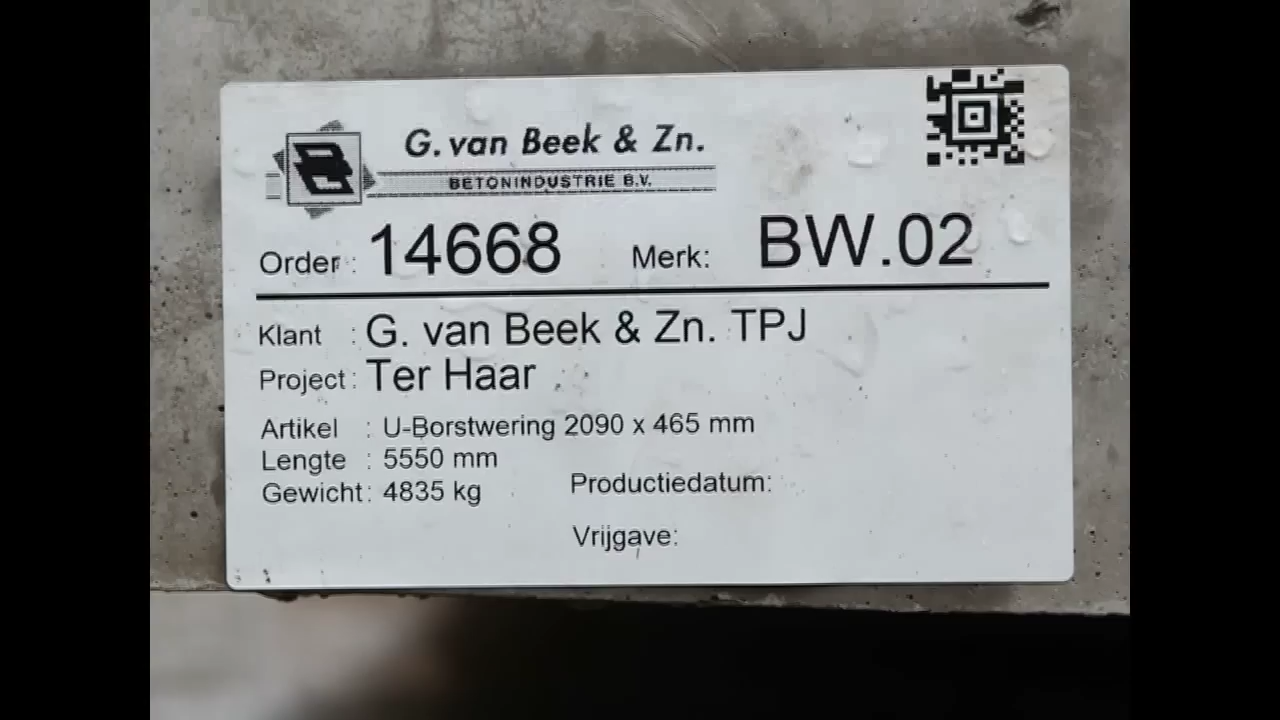 G. van Beek & Zn.
BETONINDUSTRIE B.V.
Order : 14668 Merk: BW.02
Klant : G. van Beek & Zn. TPJ
Project : Ter Haar
Artikel : U-Borstwering 2090 x 465 mm
Lengte : 5550 mm
Gewicht : 4835 kg
Productiedatum:
Vrijgave: